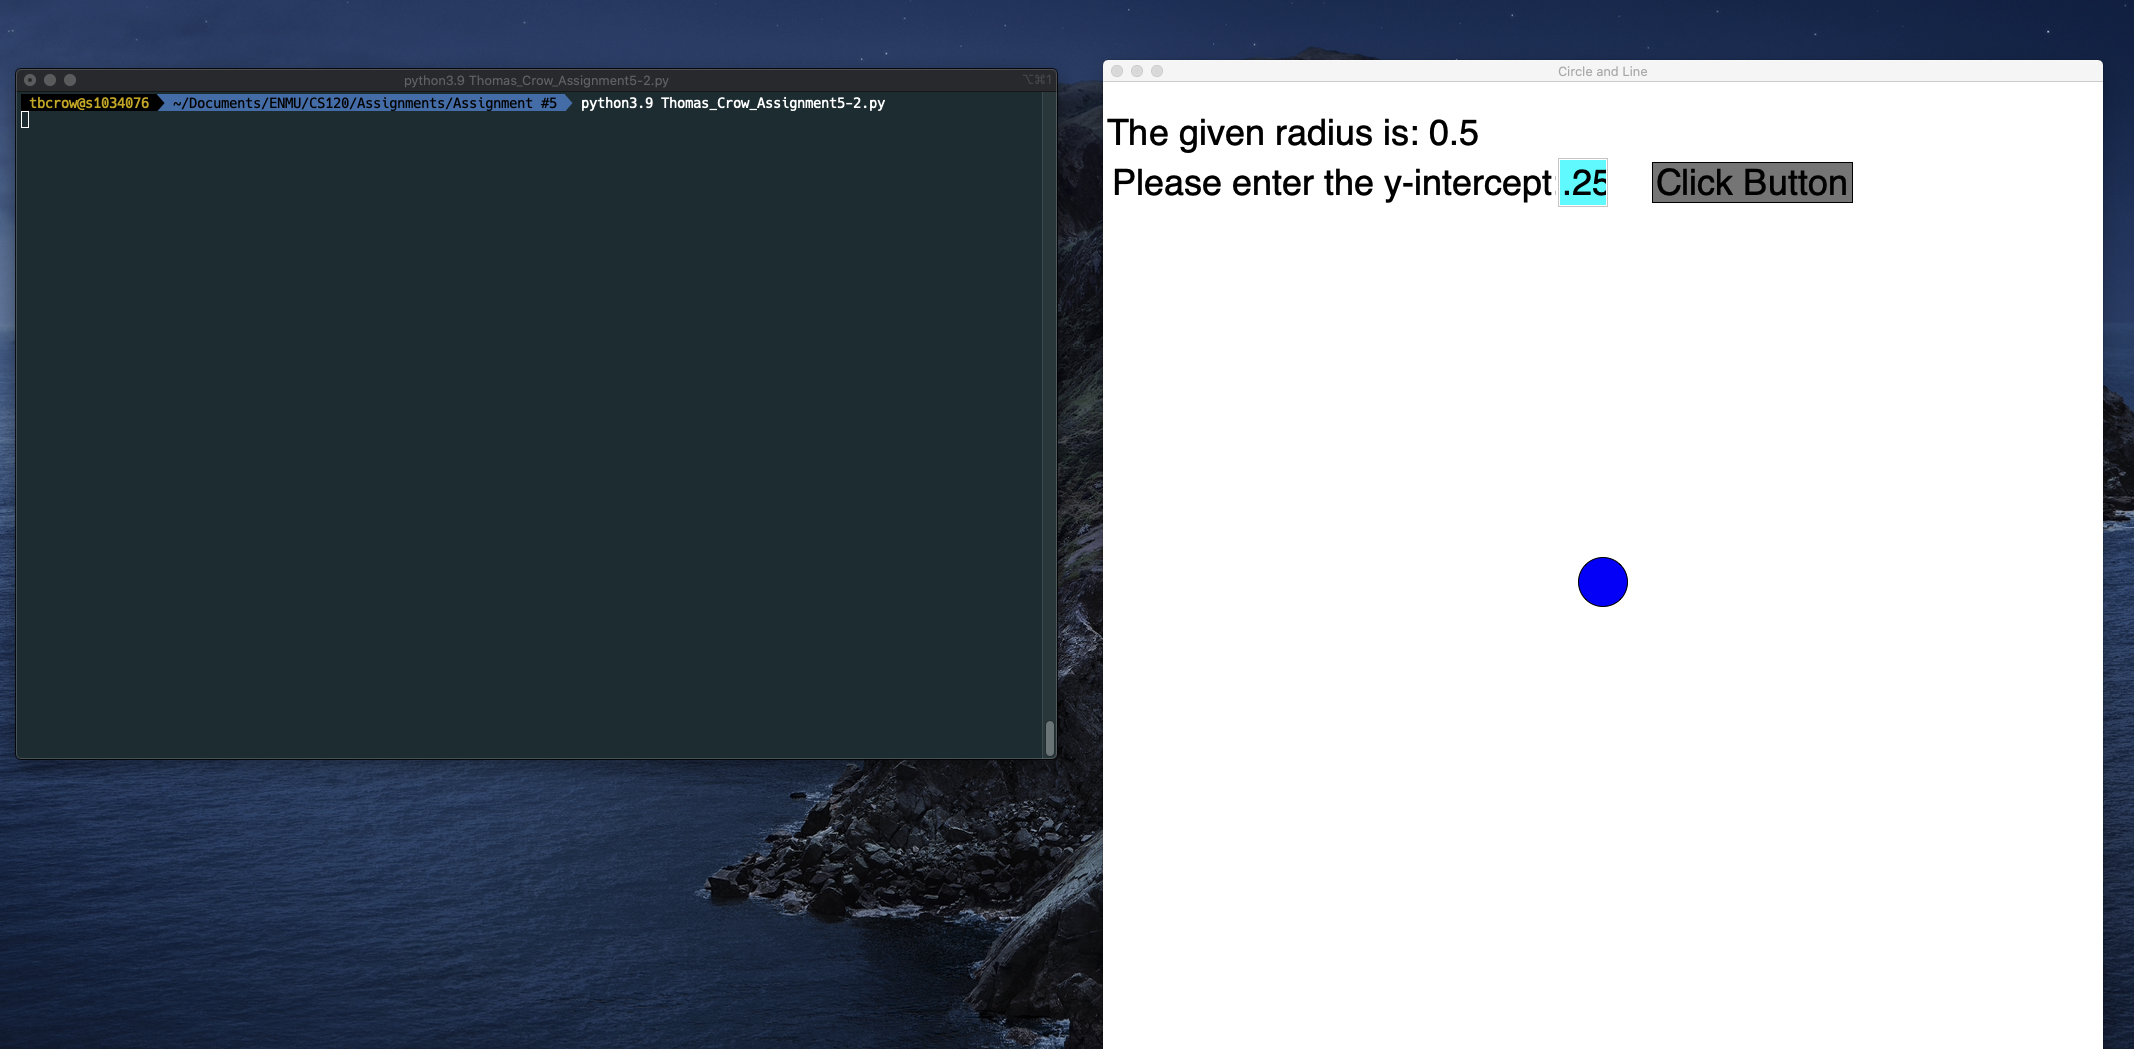 python3.9 Thomas_Crow_Assignment5-2.py
⌥⌘1
tbcrow@s1034076 ~/Documents/ENMU/CS120/Assignments/Assignment #5 python3.9 Thomas_Crow_Assignment5-2.py
Circle and Line
The given radius is: 0.5
Please enter the y-intercept: .25 Click Button